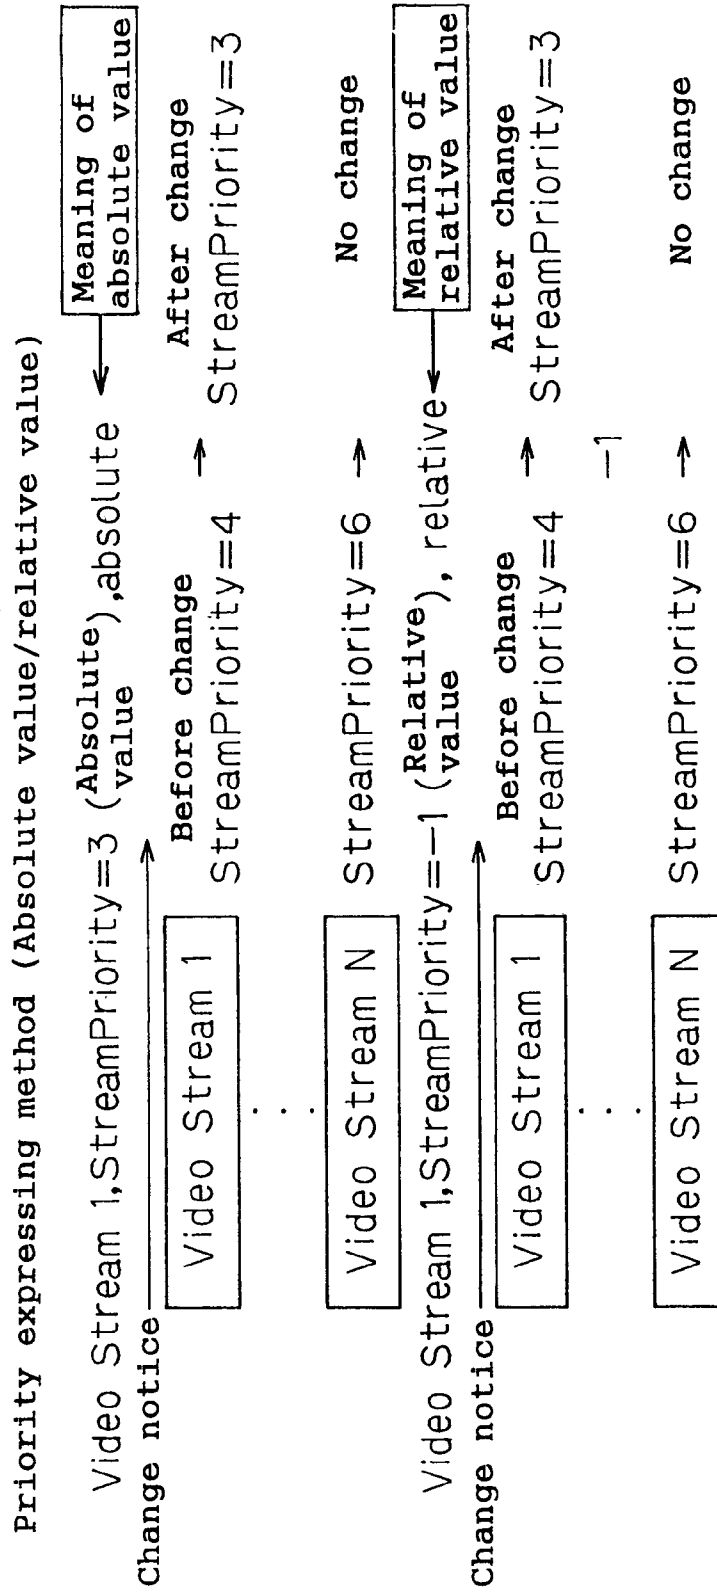 Priority expressing method (Absolute value/relative value)
Video Stream 1,StreamPriority=3 (Absolute value),absolute
Meaning of
absolute value
Change notice
Before change
After change
Video Stream 1
StreamPriority=4 → StreamPriority=3
. . .
Video Stream N
StreamPriority=6 → No change
Video Stream 1,StreamPriority=-1 (Relative value), relative
Meaning of
relative value
Change notice
Before change
After change
Video Stream 1
StreamPriority=4 → StreamPriority=3
-1
. . .
Video Stream N
StreamPriority=6 → No change